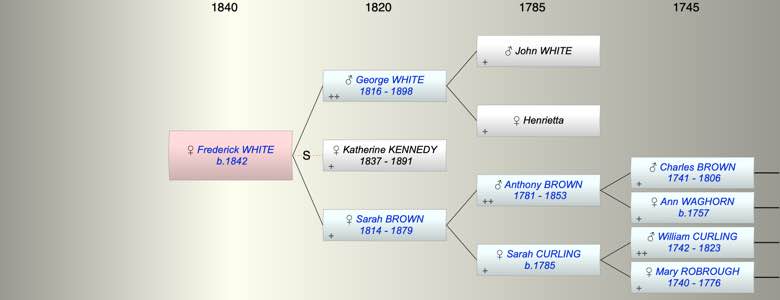 1840 1820 1785 1745
♂ John WHITE
+
♂ George WHITE
1816 - 1898
++
♀ Henrietta
+
♀ Frederick WHITE
b.1842
S
♀ Katherine KENNEDY
1837 - 1891
+
♂ Charles BROWN
1741 - 1806
+
♂ Anthony BROWN
1781 - 1853
++
♀ Ann WAGHORN
b.1757
+
♀ Sarah BROWN
1814 - 1879
+
♂ William CURLING
1742 - 1823
++
♀ Sarah CURLING
b.1785
+
♀ Mary ROBROUGH
1740 - 1776
+